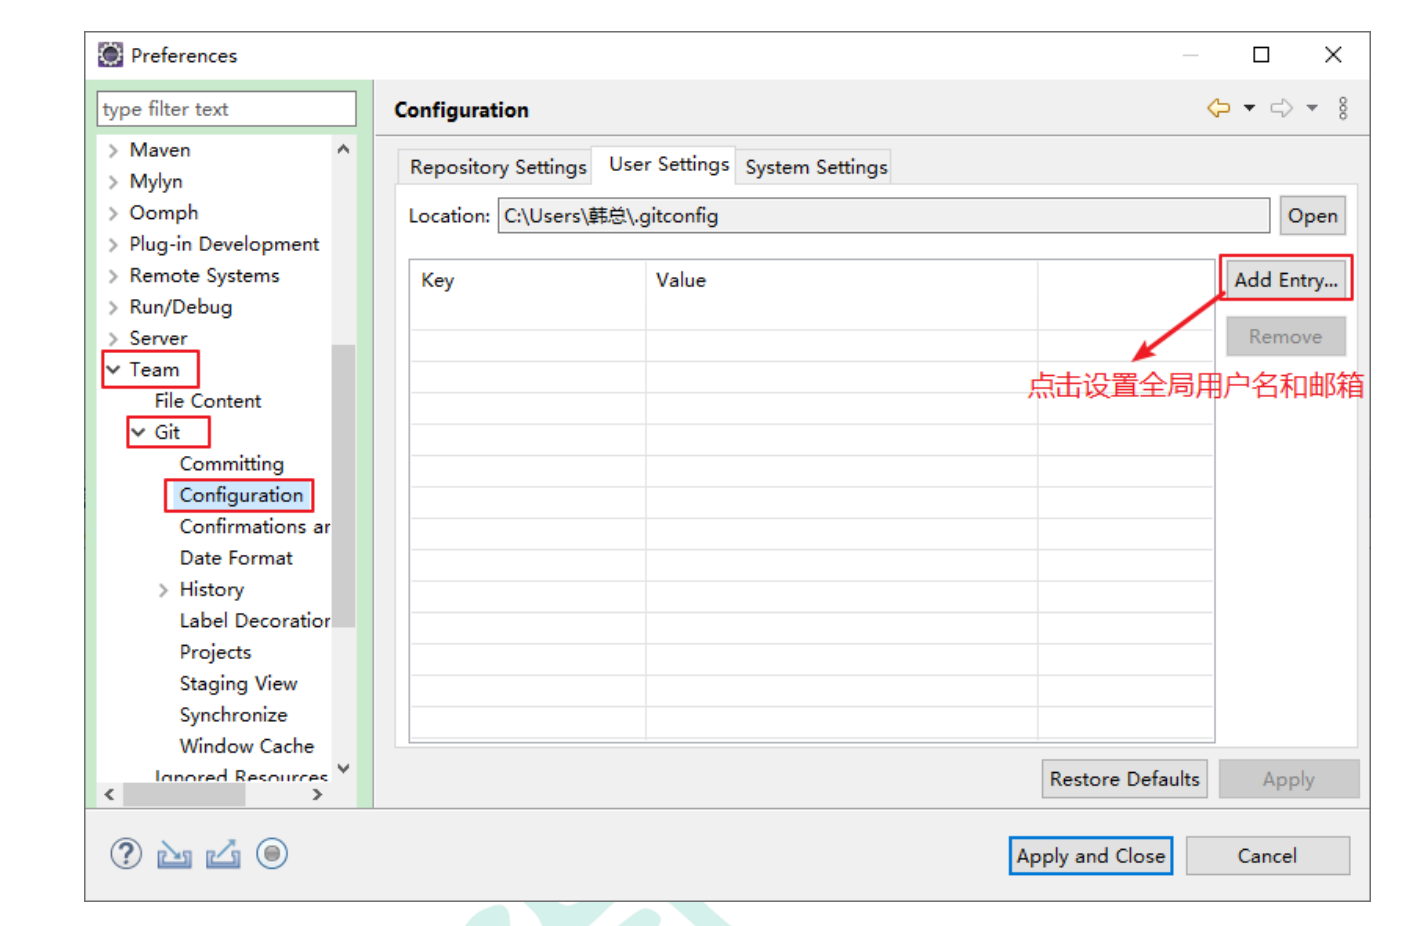 Preferences
type filter text
Maven
Mylyn
Oomph
Plug-in Development
Remote Systems
Run/Debug
Server
Team
File Content
Git
Committing
Configuration
Confirmations ar
Date Format
History
Label Decoration
Projects
Staging View
Synchronize
Window Cache
Ignored Resources
Configuration
Repository Settings User Settings System Settings
Location: C:\Users\韩总\.gitconfig Open
Key Value Add Entry...
Remove
点击设置全局用户名和邮箱
Restore Defaults Apply
Apply and Close Cancel